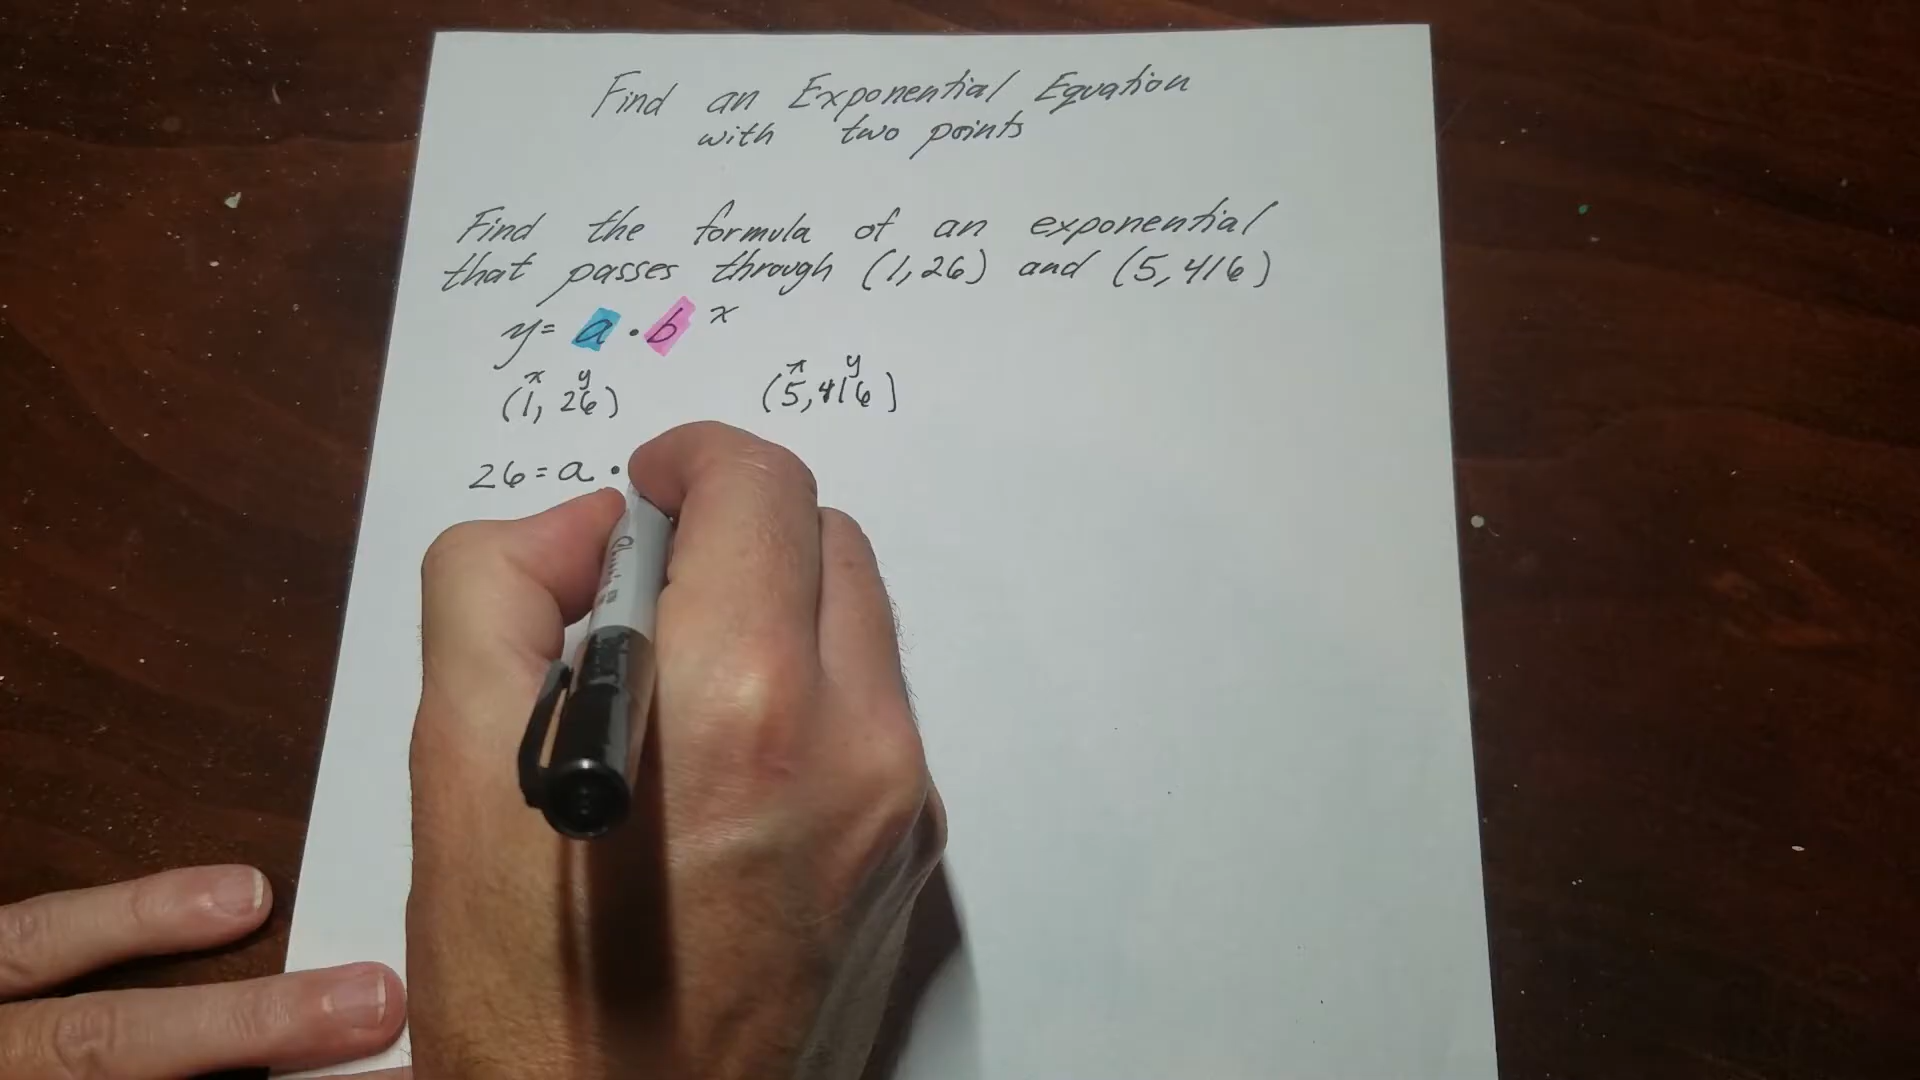 Find an Exponential Equation
with two points
Find the formula of an exponential
that passes through (1,26) and (5,416)
y= a • b x
x y
(1, 26)
x y
(5,416)
26=a •